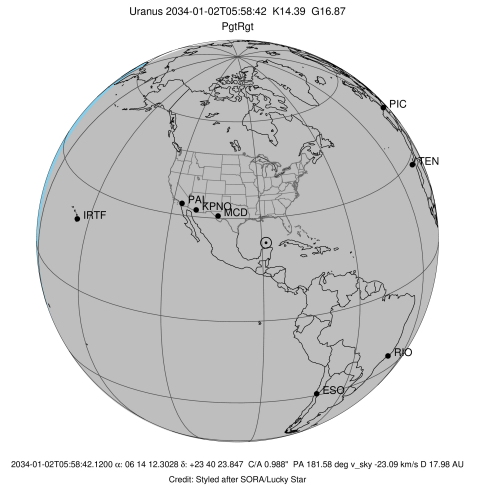 Uranus 2034-01-02T05:58:42 K14.39 G16.87
PgtRgt
PIC
TEN
PAL
KPNO
MCD
IRTF
RIO
ESO
2034-01-02T05:58:42.1200 α: 06 14 12.3028 δ: +23 40 23.847 C/A 0.988" PA 181.58 deg v_sky -23.09 km/s D 17.98 AU
Credit: Styled after SORA/Lucky Star